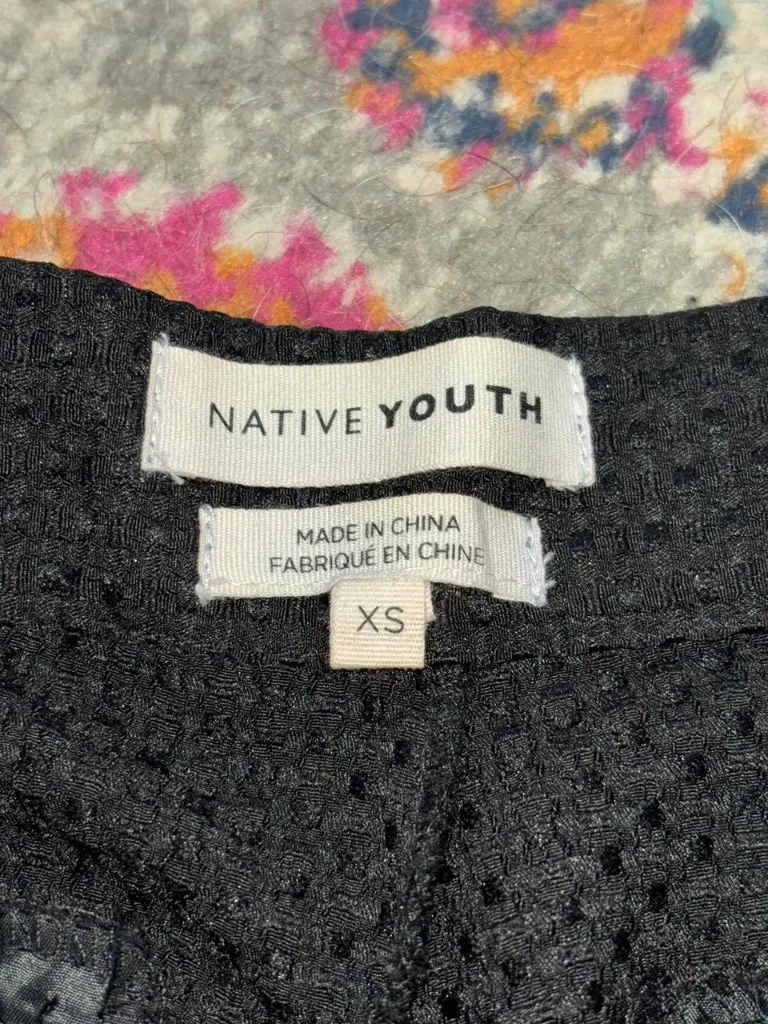 NATIVE YOUTH
MADE IN CHINA
FABRIQUÉ EN CHINE
XS